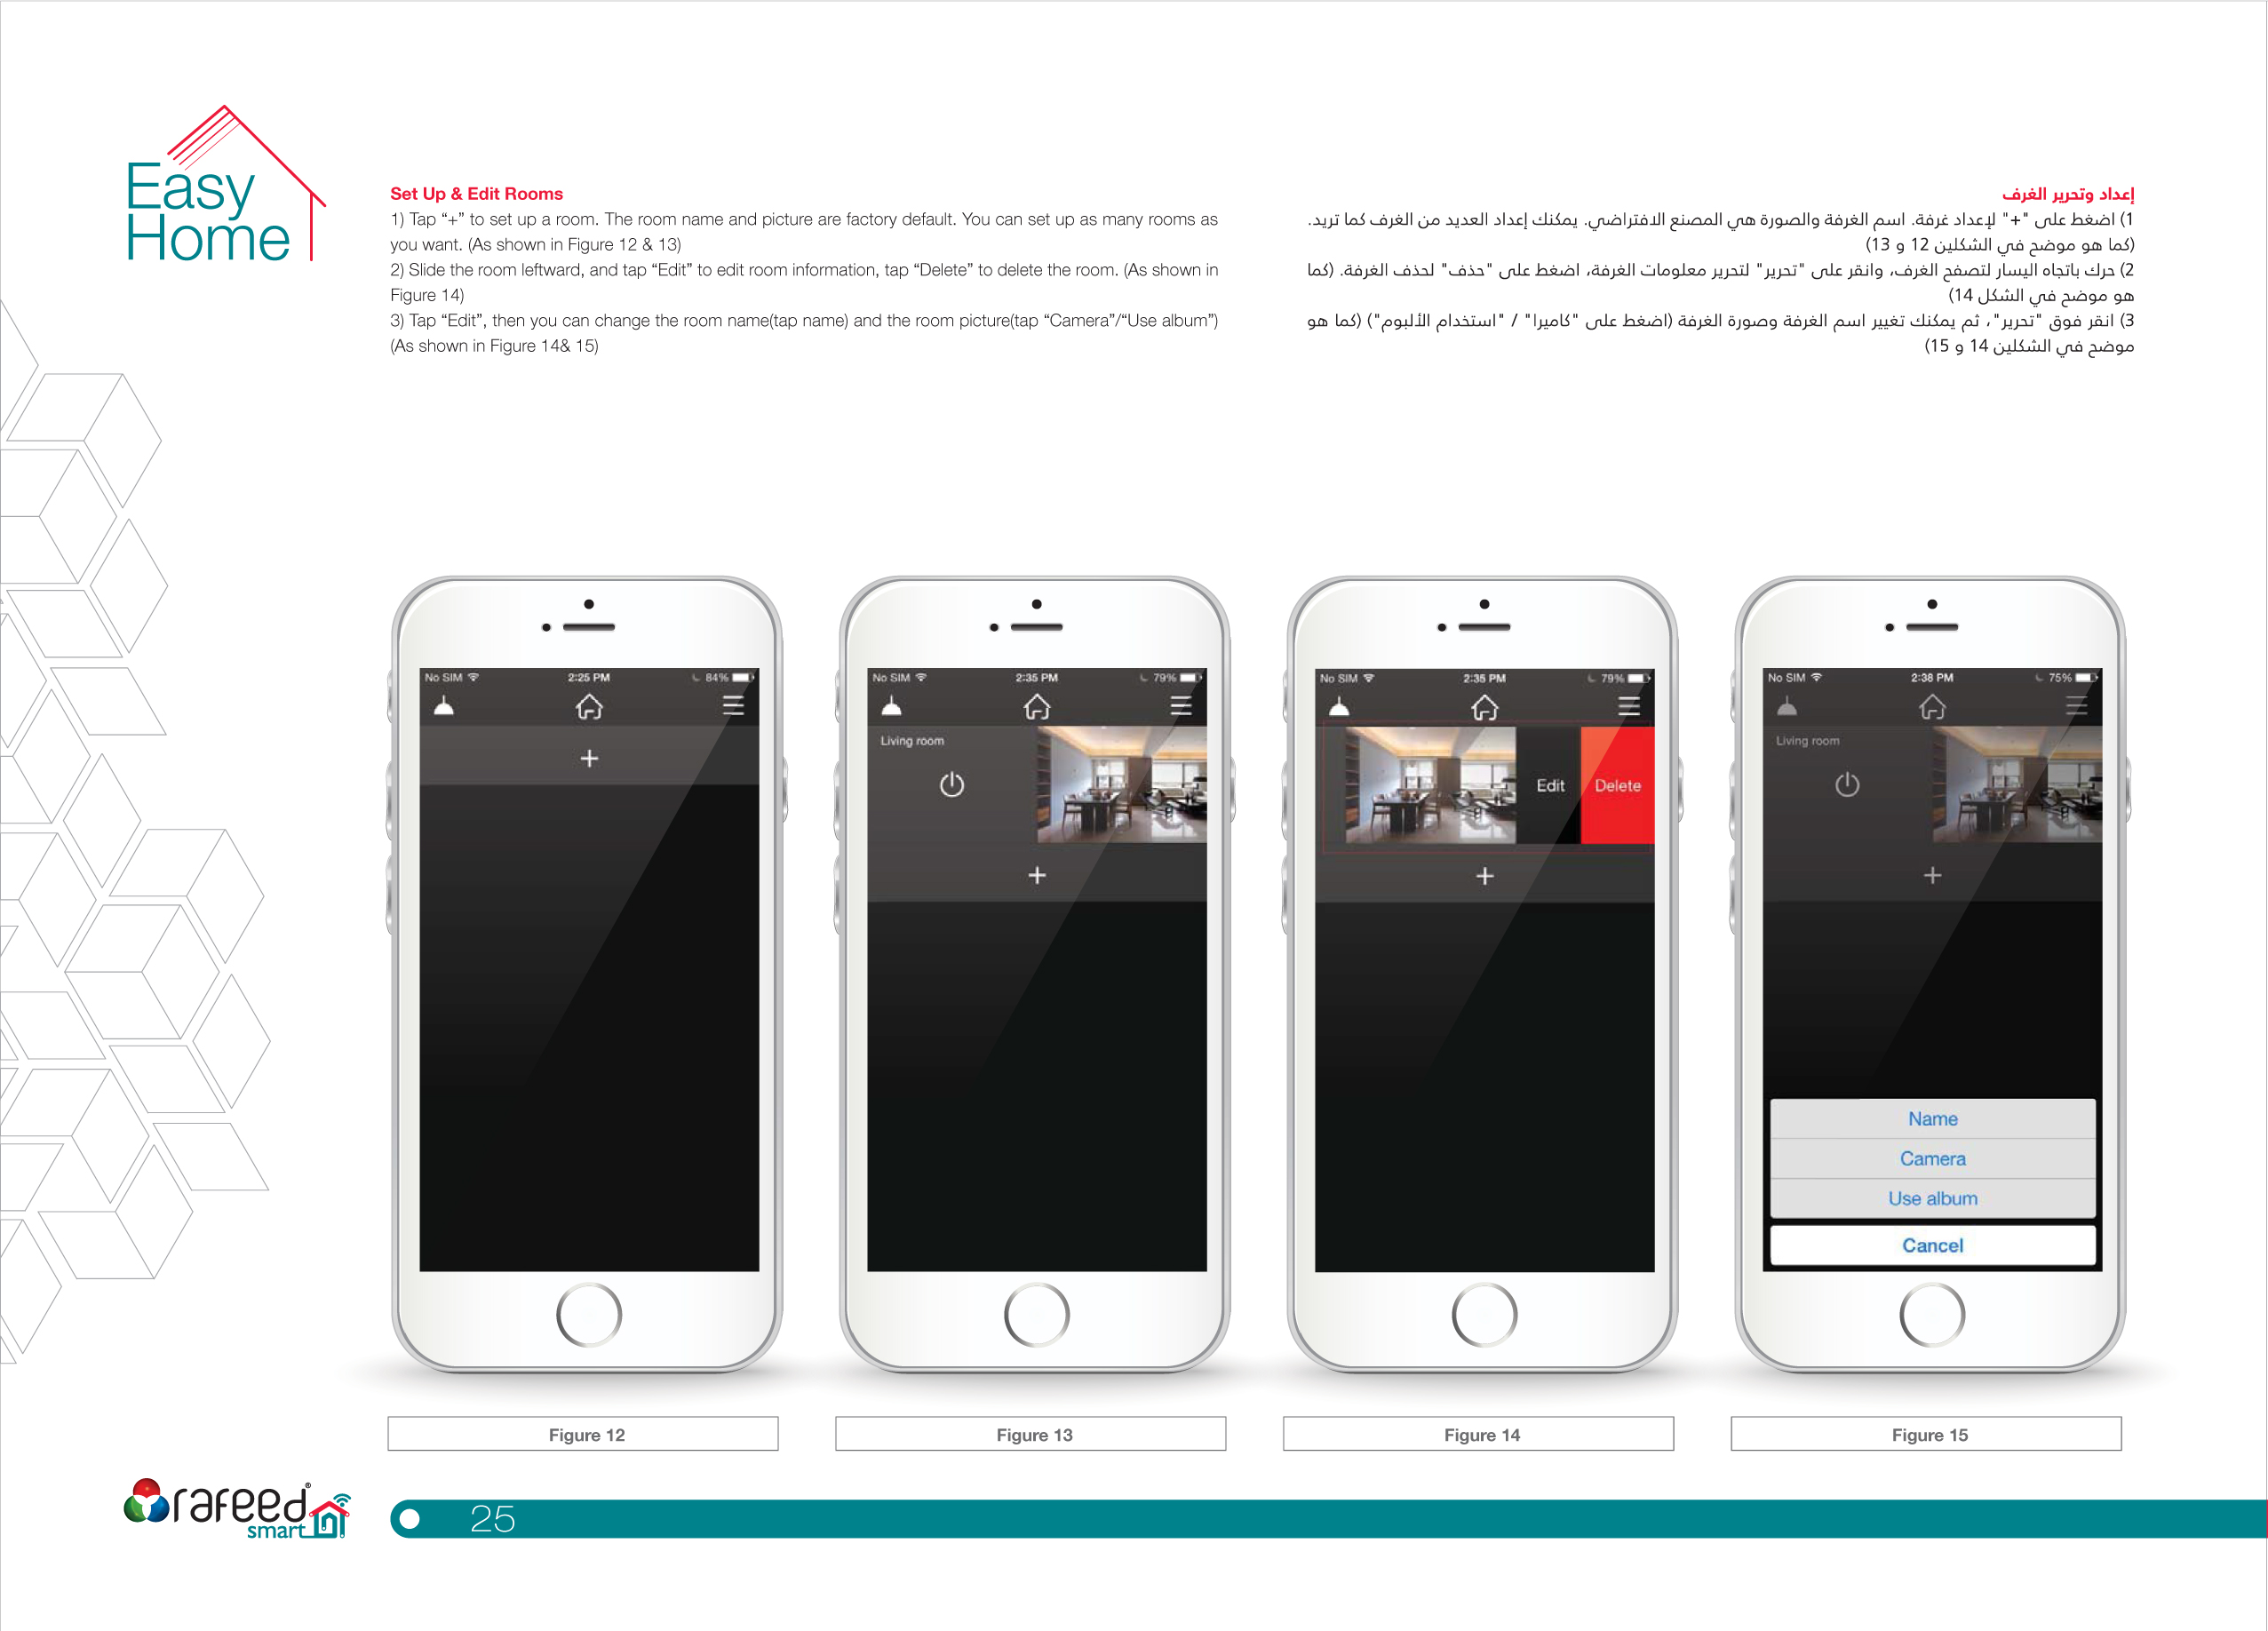 Easy
Home
Set Up & Edit Rooms
1) Tap “+” to set up a room. The room name and picture are factory default. You can set up as many rooms as
you want. (As shown in Figure 12 & 13)
2) Slide the room leftward, and tap “Edit” to edit room information, tap “Delete” to delete the room. (As shown in
Figure 14)
3) Tap “Edit”, then you can change the room name(tap name) and the room picture(tap “Camera”/“Use album”)
(As shown in Figure 14& 15)
إعداد وتحرير الغرف
1) اضغط على "+" لإعداد غرفة. اسم الغرفة والصورة هي المصنع الافتراضي. يمكنك إعداد العديد من الغرف كما تريد.
(كما هو موضح في الشكلين 12 و 13)
2) حرك باتجاه اليسار لتصفح الغرف، وانقر على "تحرير" لتحرير معلومات الغرفة، اضغط على "حذف" لحذف الغرفة. (كما
هو موضح في الشكل 14)
3) انقر فوق "تحرير"، ثم يمكنك تغيير اسم الغرفة وصورة الغرفة (اضغط على "كاميرا" / "استخدام الألبوم") (كما هو
موضح في الشكلين 14 و 15)
No SIM 2:25 PM 84%
+
No SIM 2:35 PM 79%
Living room
+
No SIM 2:35 PM 79%
Edit Delete
+
No SIM 2:38 PM 75%
Living room
+
Name
Camera
Use album
Cancel
Figure 12
Figure 13
Figure 14
Figure 15
rafeed®
smart
25